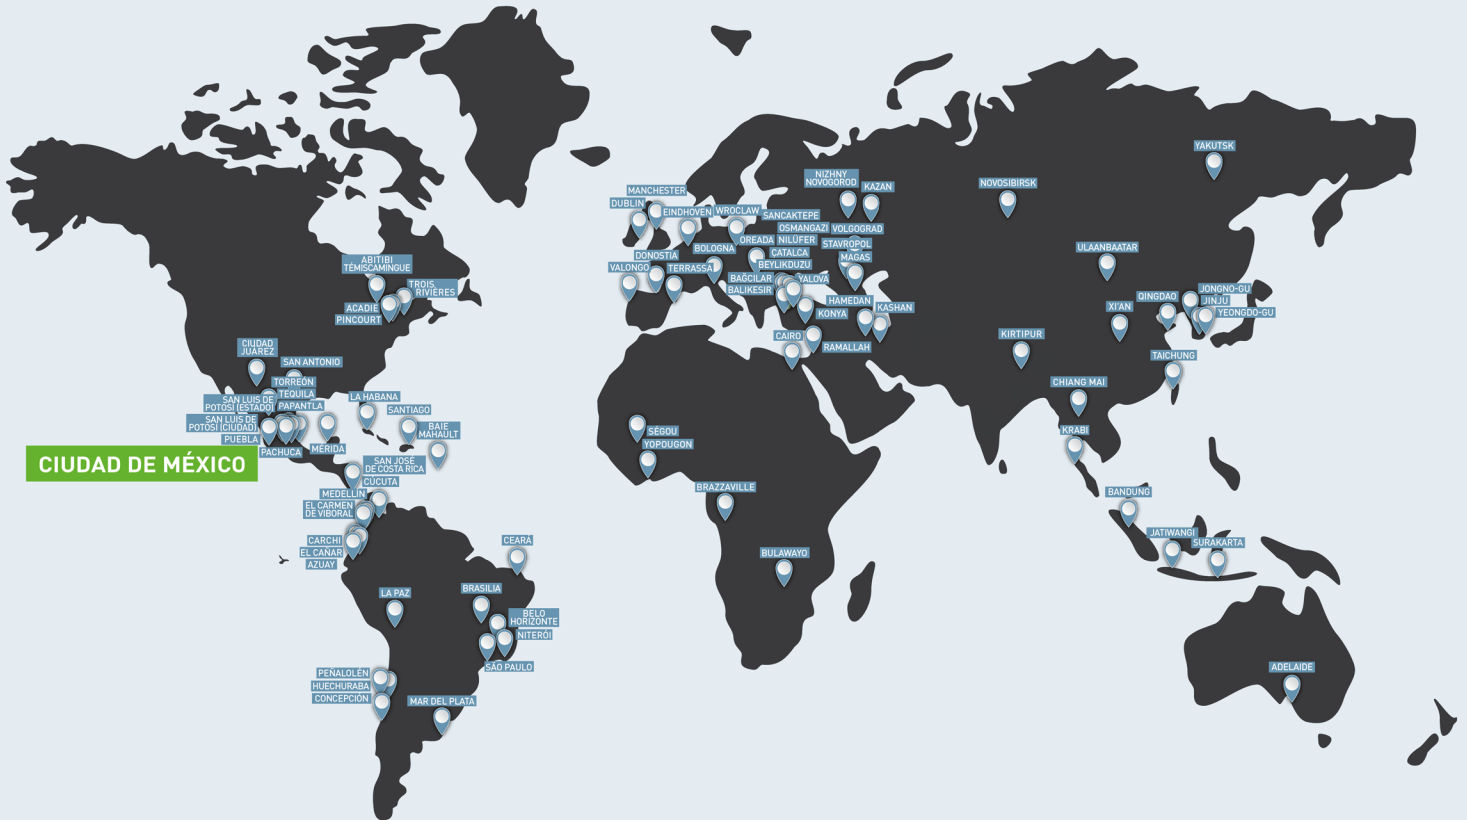 YAKUTSK
NIZHNY
NOVOGOROD
KAZAN
NOVOSIBIRSK
MANCHESTER
DUBLIN
EINDHOVEN
WROCLAW
SANCAKTEPE
OSMANGAZI
VOLGOGRAD
OREADA
NILÜFER
STAVROPOL
ULAANBAATAR
BOLOGNA
ÇATALCA
DONOSTIA
MAGAS
ABITIBI
TÉMISCAMINGUE
VALONGO
TERRASSA
BEYLIKDUZU
BAĞCILAR
YALOVA
BALIKESIR
TROIS
RIVIÈRES
JONGNO-GU
QINGDAO
JINJU
HAMEDAN
KASHAN
ACADIE
XI'AN
YEONGDO-GU
KONYA
PINCOURT
CAIRO
KIRTIPUR
CIUDAD
JUÁREZ
RAMALLAH
TAICHUNG
SAN ANTONIO
TORREÓN
CHIANG MAI
TEQUILA
LA HABANA
SAN LUIS DE
POTOSÍ (ESTADO)
PAPANTLA
SANTIAGO
SAN LUIS DE
POTOSÍ (CIUDAD)
BAIE
MAHAULT
SÉGOU
KRABI
PUEBLA
YOPOUGON
MÉRIDA
PACHUCA
CIUDAD DE MÉXICO
SAN JOSÉ
DE COSTA RICA
CÚCUTA
BRAZZAVILLE
MEDELLÍN
BANDUNG
EL CARMEN
DE VIBORAL
JATIWANGI
CARCHI
CEARÁ
SURAKARTA
EL CAÑAR
BULAWAYO
AZUAY
BRASILIA
LA PAZ
BELO
HORIZONTE
NITERÓI
SÃO PAULO
ADELAIDE
PEÑALOLÉN
HUECHURABA
CONCEPCIÓN
MAR DEL PLATA